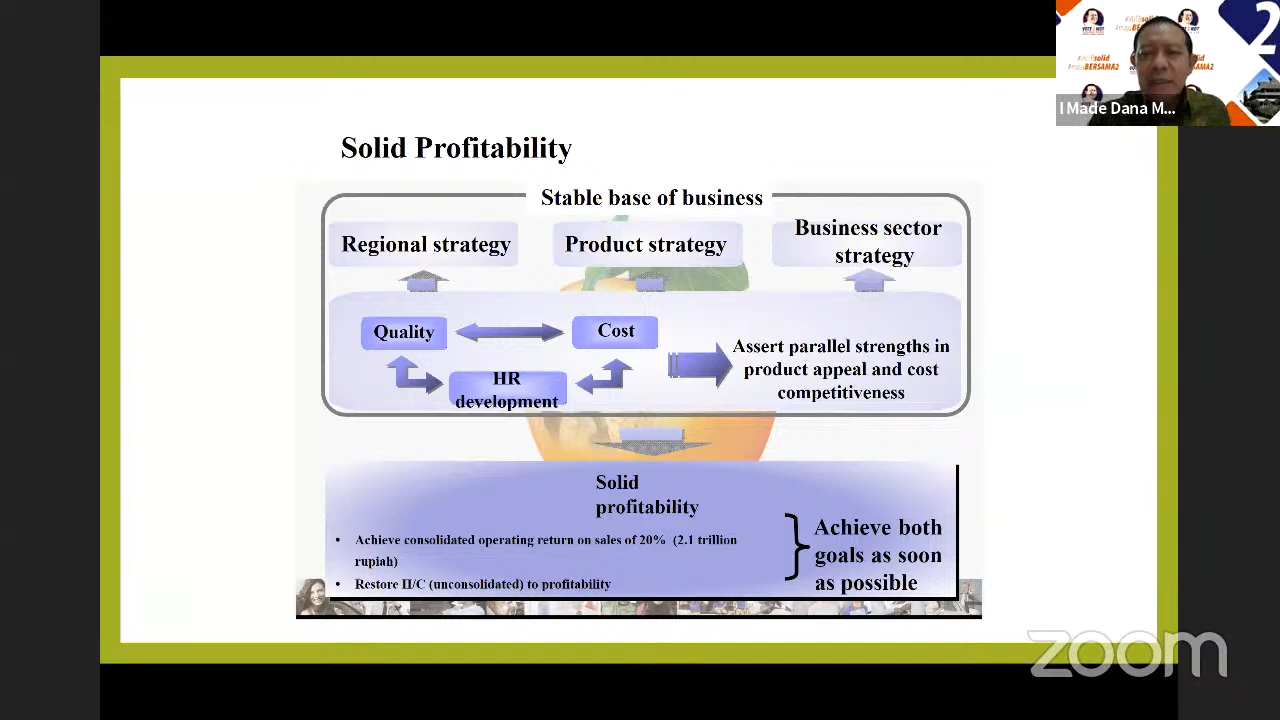 Solid Profitability
Stable base of business
Regional strategy
Product strategy
Business sector
strategy
Quality
Cost
HR
development
Assert parallel strengths in
product appeal and cost
competitiveness
Solid
profitability
• Achieve consolidated operating return on sales of 20% (2.1 trillion
rupiah)
• Restore H/C (unconsolidated) to profitability
Achieve both
goals as soon
as possible
I Made Dana M...
2
zoom